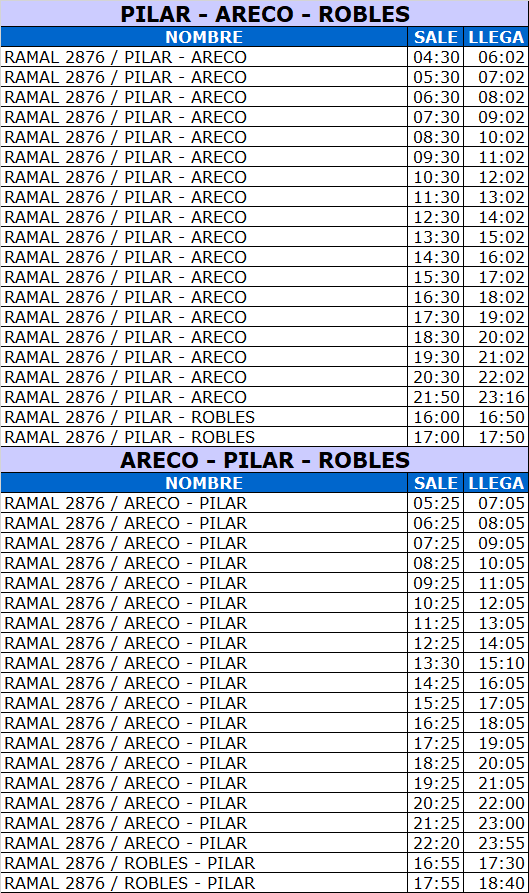 PILAR - ARECO - ROBLES
NOMBRE SALE LLEGA
RAMAL 2876 / PILAR - ARECO 04:30 06:02
RAMAL 2876 / PILAR - ARECO 05:30 07:02
RAMAL 2876 / PILAR - ARECO 06:30 08:02
RAMAL 2876 / PILAR - ARECO 07:30 09:02
RAMAL 2876 / PILAR - ARECO 08:30 10:02
RAMAL 2876 / PILAR - ARECO 09:30 11:02
RAMAL 2876 / PILAR - ARECO 10:30 12:02
RAMAL 2876 / PILAR - ARECO 11:30 13:02
RAMAL 2876 / PILAR - ARECO 12:30 14:02
RAMAL 2876 / PILAR - ARECO 13:30 15:02
RAMAL 2876 / PILAR - ARECO 14:30 16:02
RAMAL 2876 / PILAR - ARECO 15:30 17:02
RAMAL 2876 / PILAR - ARECO 16:30 18:02
RAMAL 2876 / PILAR - ARECO 17:30 19:02
RAMAL 2876 / PILAR - ARECO 18:30 20:02
RAMAL 2876 / PILAR - ARECO 19:30 21:02
RAMAL 2876 / PILAR - ARECO 20:30 22:02
RAMAL 2876 / PILAR - ARECO 21:50 23:16
RAMAL 2876 / PILAR - ROBLES 16:00 16:50
RAMAL 2876 / PILAR - ROBLES 17:00 17:50
ARECO - PILAR - ROBLES
NOMBRE SALE LLEGA
RAMAL 2876 / ARECO - PILAR 05:25 07:05
RAMAL 2876 / ARECO - PILAR 06:25 08:05
RAMAL 2876 / ARECO - PILAR 07:25 09:05
RAMAL 2876 / ARECO - PILAR 08:25 10:05
RAMAL 2876 / ARECO - PILAR 09:25 11:05
RAMAL 2876 / ARECO - PILAR 10:25 12:05
RAMAL 2876 / ARECO - PILAR 11:25 13:05
RAMAL 2876 / ARECO - PILAR 12:25 14:05
RAMAL 2876 / ARECO - PILAR 13:30 15:10
RAMAL 2876 / ARECO - PILAR 14:25 16:05
RAMAL 2876 / ARECO - PILAR 15:25 17:05
RAMAL 2876 / ARECO - PILAR 16:25 18:05
RAMAL 2876 / ARECO - PILAR 17:25 19:05
RAMAL 2876 / ARECO - PILAR 18:25 20:05
RAMAL 2876 / ARECO - PILAR 19:25 21:05
RAMAL 2876 / ARECO - PILAR 20:25 22:00
RAMAL 2876 / ARECO - PILAR 21:25 23:00
RAMAL 2876 / ARECO - PILAR 22:20 23:55
RAMAL 2876 / ROBLES - PILAR 16:55 17:30
RAMAL 2876 / ROBLES - PILAR 17:55 18:40